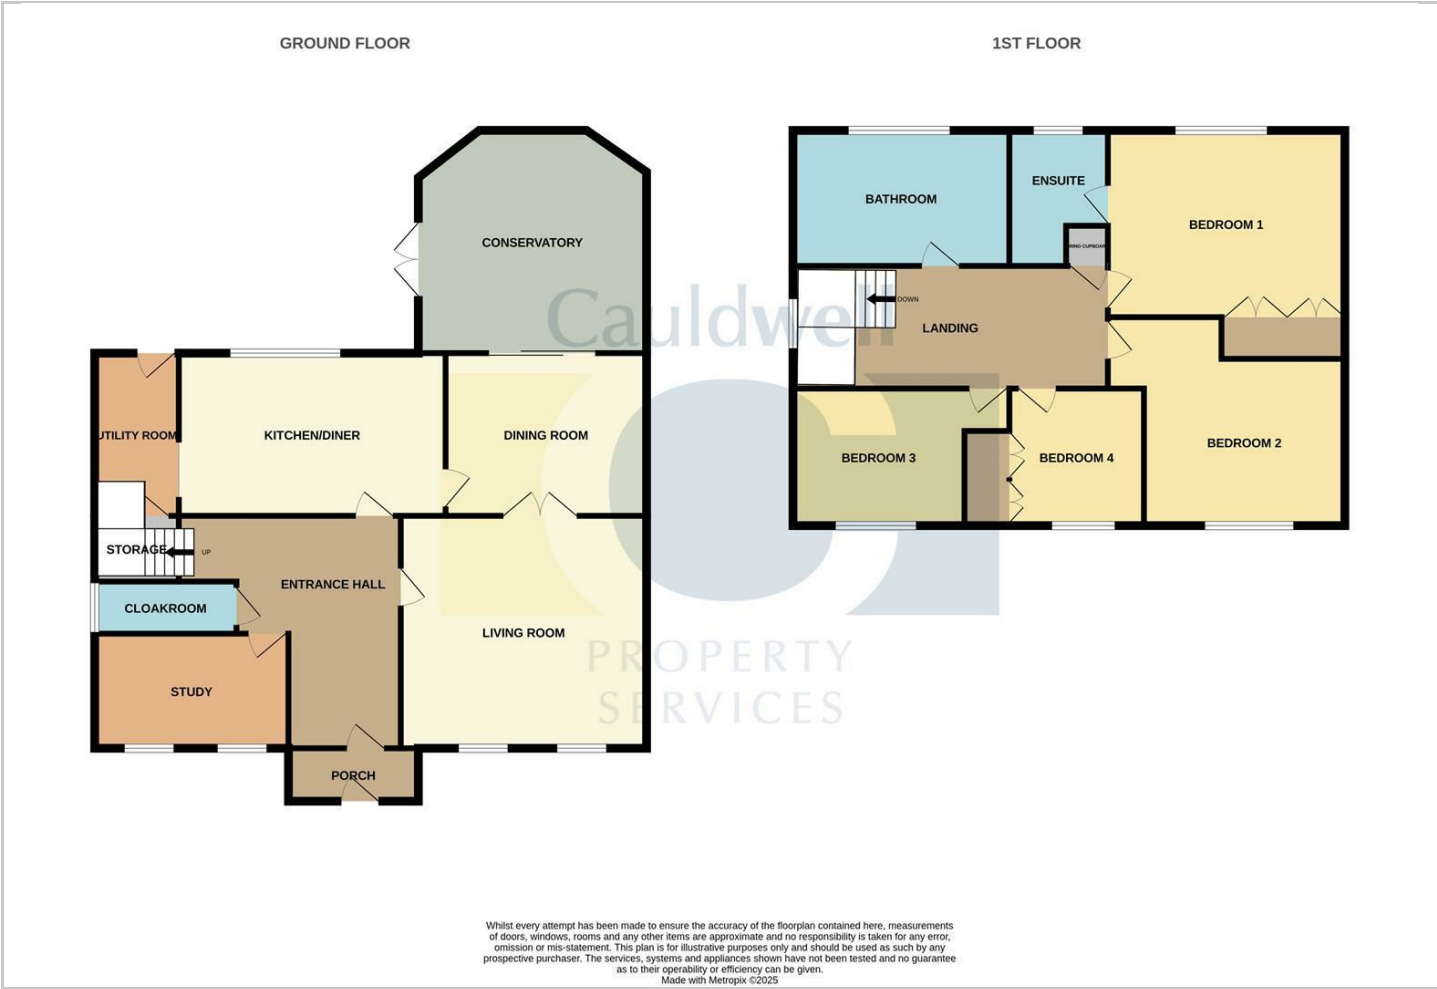 GROUND FLOOR
1ST FLOOR
CONSERVATORY
UTILITY ROOM
KITCHEN/DINER
DINING ROOM
STORAGE
UP
ENTRANCE HALL
CLOAKROOM
LIVING ROOM
STUDY
PORCH
BATHROOM
ENSUITE
BEDROOM 1
DOWN
LANDING
BEDROOM 2
BEDROOM 3
BEDROOM 4
Cauldwell
PROPERTY
SERVICES
Whilst every attempt has been made to ensure the accuracy of the floorplan contained here, measurements
of doors, windows, rooms and any other items are approximate and no responsibility is taken for any error,
omission or mis-statement. This plan is for illustrative purposes only and should be used as such by any
prospective purchaser. The services, systems and appliances shown have not been tested and no guarantee
as to their operability or efficiency can be given.
Made with Metropix ©2025